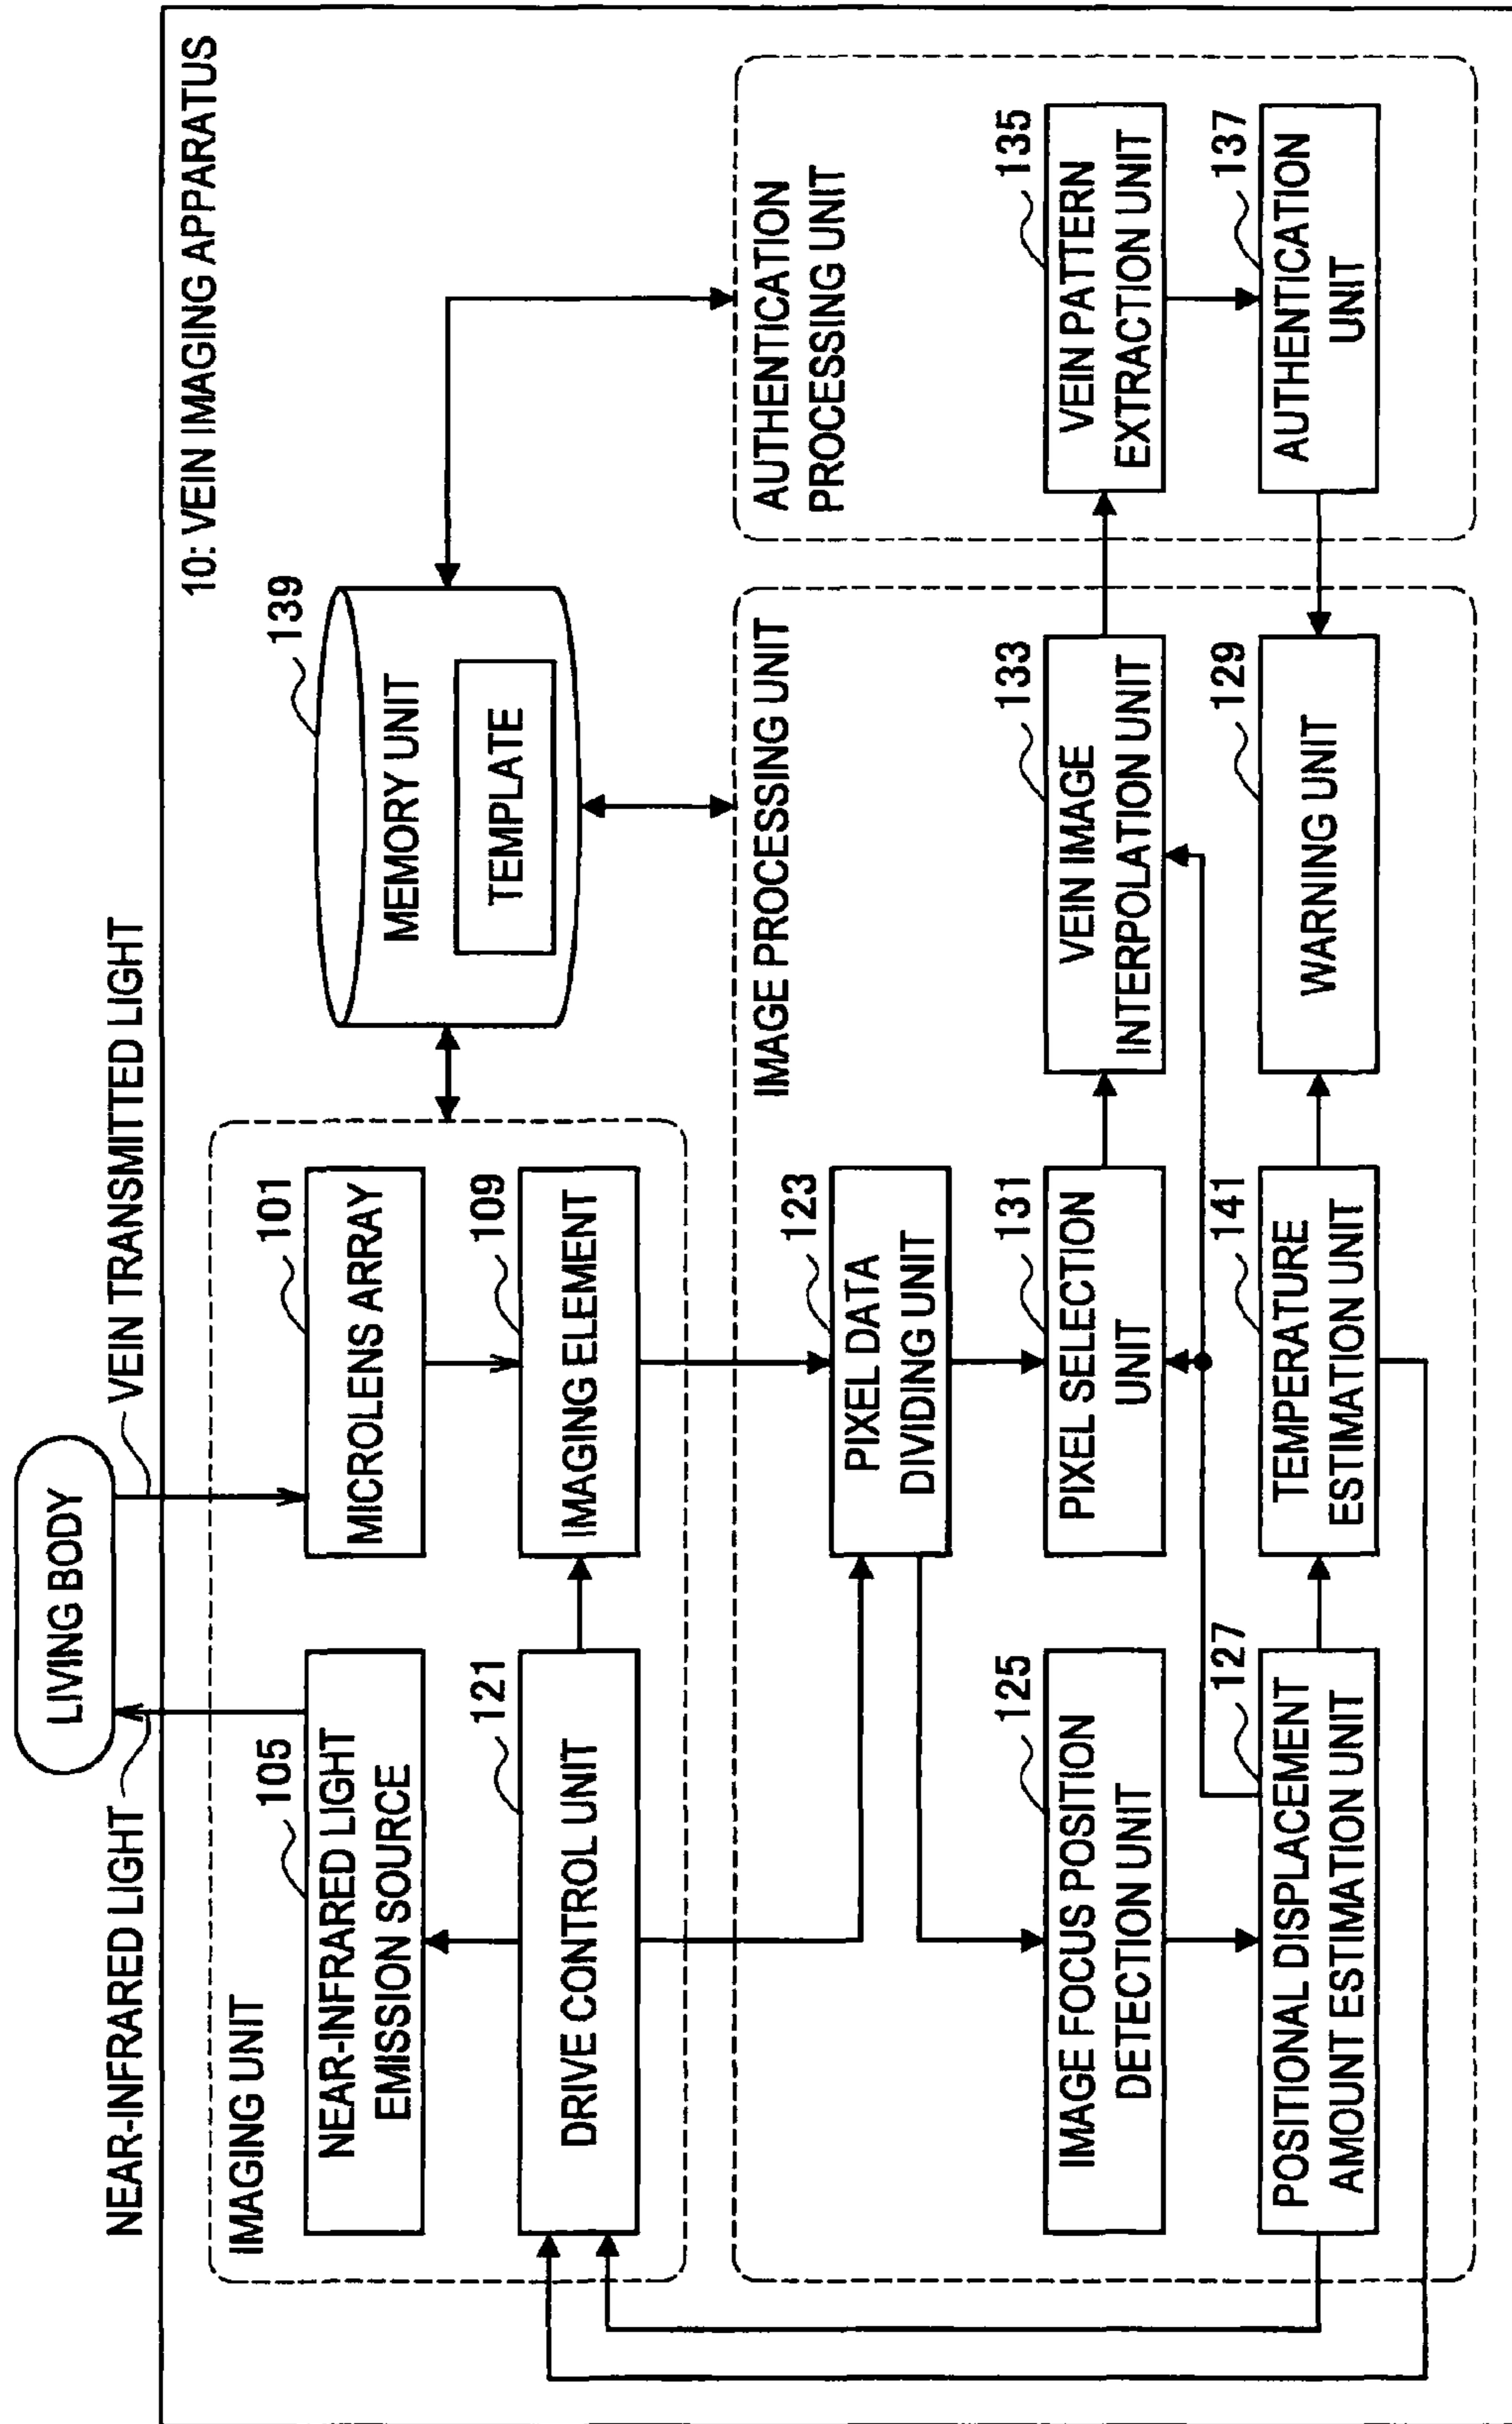 LIVING BODY
NEAR-INFRARED LIGHT
VEIN TRANSMITTED LIGHT
10: VEIN IMAGING APPARATUS
IMAGING UNIT
105
NEAR-INFRARED LIGHT
EMISSION SOURCE
101
MICROLENS ARRAY
121
DRIVE CONTROL UNIT
109
IMAGING ELEMENT
139
MEMORY UNIT
TEMPLATE
IMAGE PROCESSING UNIT
123
PIXEL DATA
DIVIDING UNIT
125
IMAGE FOCUS POSITION
DETECTION UNIT
131
PIXEL SELECTION
UNIT
133
VEIN IMAGE
INTERPOLATION UNIT
127
POSITIONAL DISPLACEMENT
AMOUNT ESTIMATION UNIT
141
TEMPERATURE
ESTIMATION UNIT
129
WARNING UNIT
AUTHENTICATION
PROCESSING UNIT
135
VEIN PATTERN
EXTRACTION UNIT
137
AUTHENTICATION
UNIT